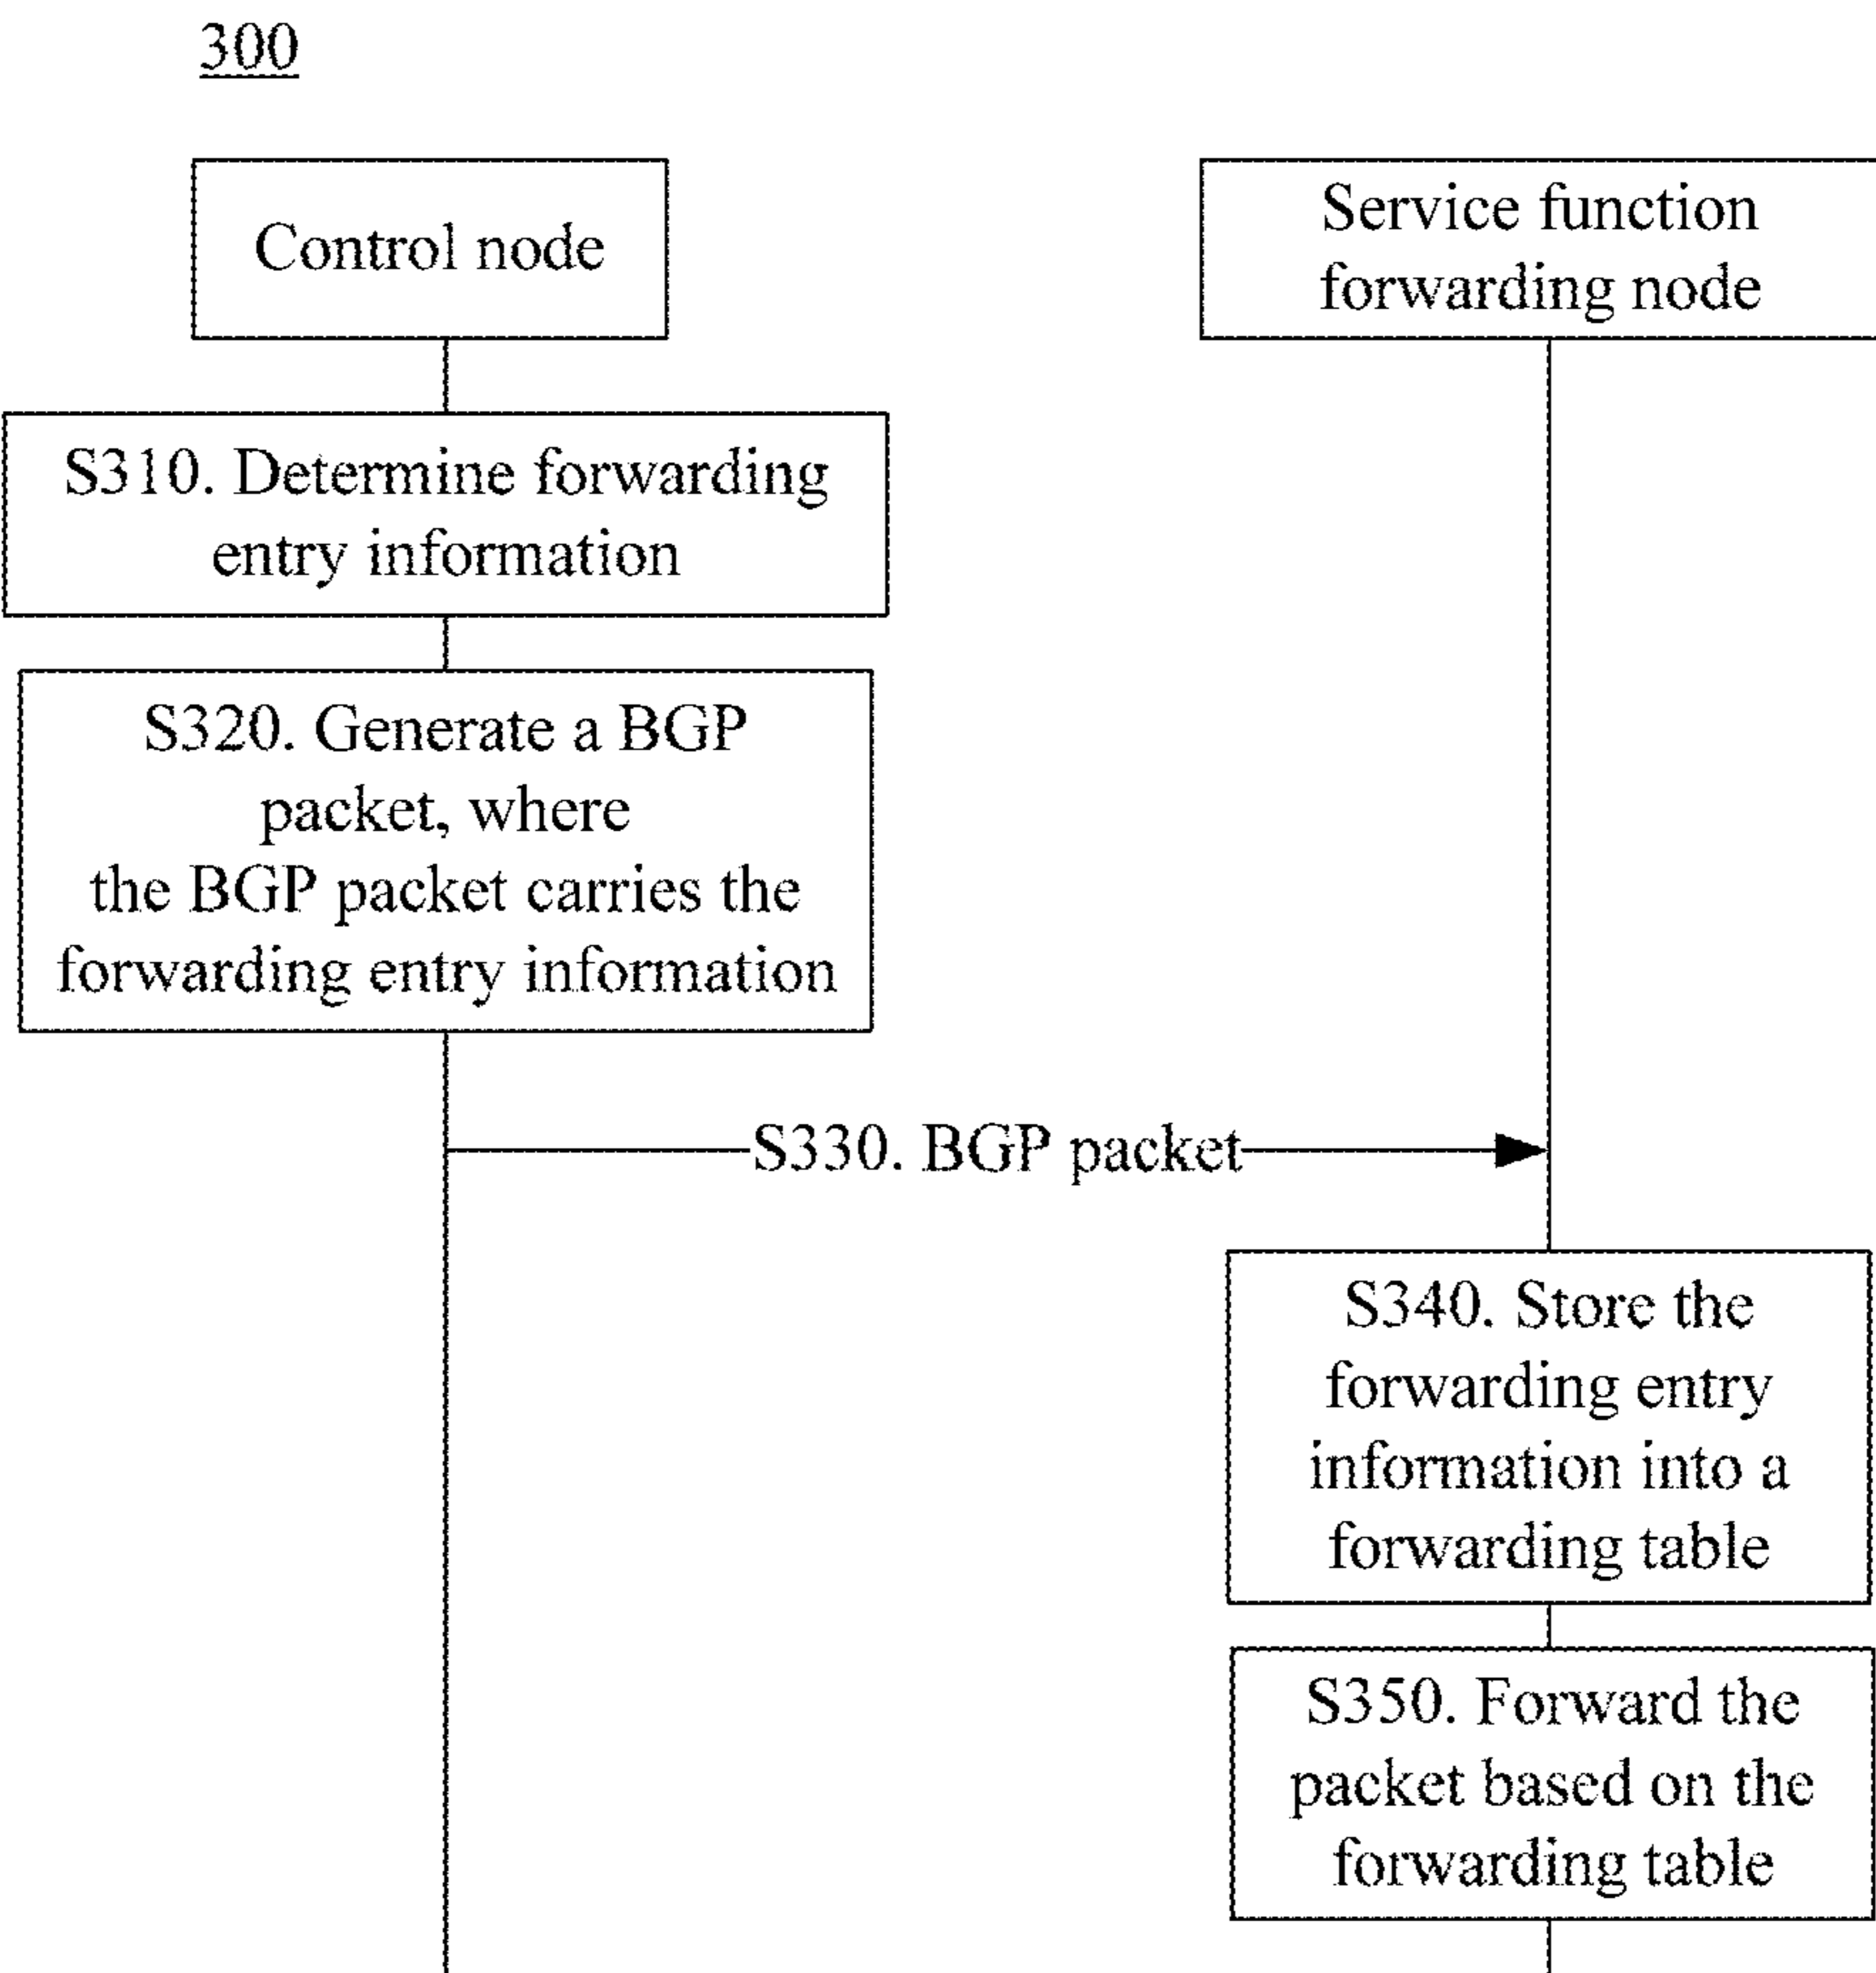 300
Control node
Service function
forwarding node
S310. Determine forwarding
entry information
S320. Generate a BGP
packet, where
the BGP packet carries the
forwarding entry information
S330. BGP packet
S340. Store the
forwarding entry
information into a
forwarding table
S350. Forward the
packet based on the
forwarding table